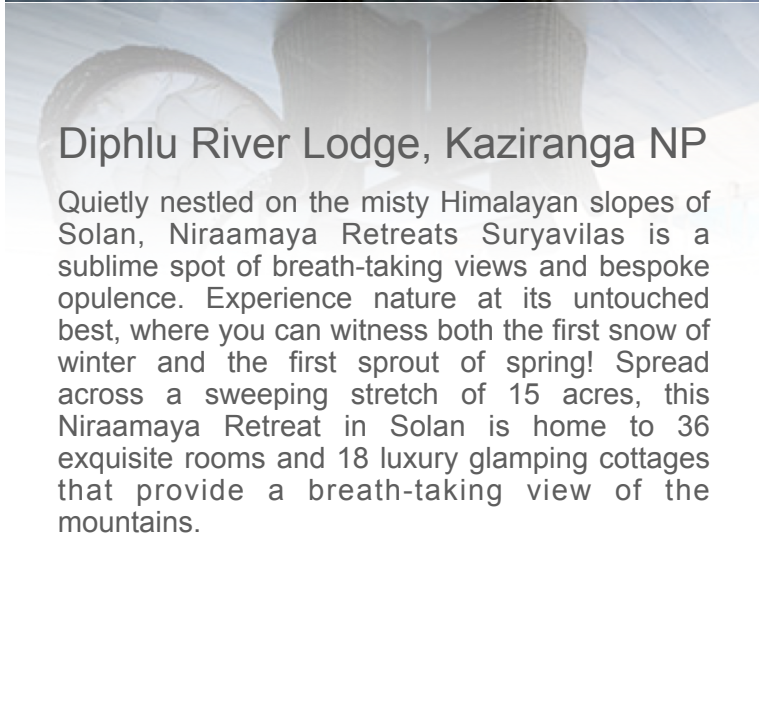 Diphlu River Lodge, Kaziranga NP
Quietly nestled on the misty Himalayan slopes of
Solan, Niraamaya Retreats Suryavilas is a
sublime spot of breath-taking views and bespoke
opulence. Experience nature at its untouched
best, where you can witness both the first snow of
winter and the first sprout of spring! Spread
across a sweeping stretch of 15 acres, this
Niraamaya Retreat in Solan is home to 36
exquisite rooms and 18 luxury glamping cottages
that provide a breath-taking view of the
mountains.